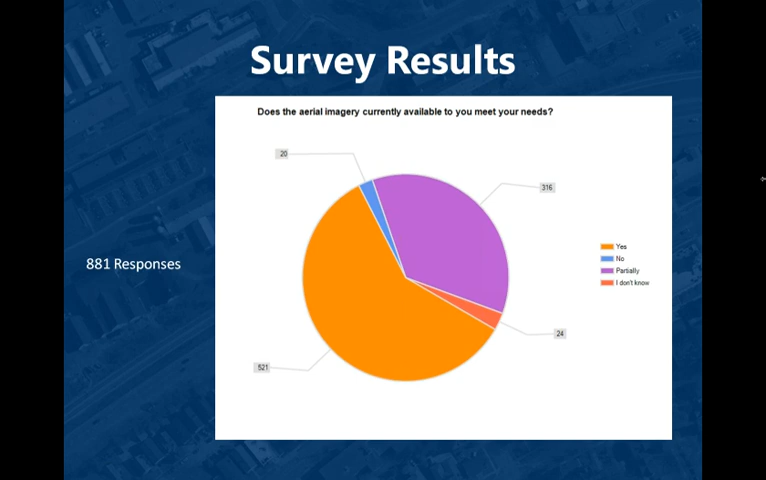 Survey Results
Does the aerial imagery currently available to you meet your needs?
20
316
Yes
No
881 Responses
Partially
I don't know
24
521